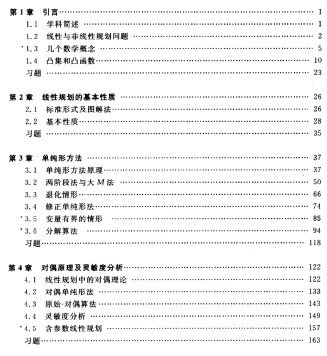 第1章 引言 …… 1
1.1 学科简述 …… 1
1.2 线性与非线性规划问题 …… 2
*1.3 几个数学概念 …… 5
1.4 凸集和凸函数 …… 10
习题 …… 23
第2章 线性规划的基本性质 …… 26
2.1 标准形式及图解法 …… 26
2.2 基本性质 …… 28
习题 …… 35
第3章 单纯形方法 …… 37
3.1 单纯形方法原理 …… 37
3.2 两阶段法与大M法 …… 50
3.3 退化情形 …… 66
3.4 修正单纯形法 …… 74
*3.5 变量有界的情形 …… 85
*3.6 分解算法 …… 94
习题 …… 118
第4章 对偶原理及灵敏度分析 …… 122
4.1 线性规划中的对偶理论 …… 122
4.2 对偶单纯形法 …… 133
4.3 原始-对偶算法 …… 143
4.4 灵敏度分析 …… 149
*4.5 含参数线性规划 …… 157
习题 …… 163